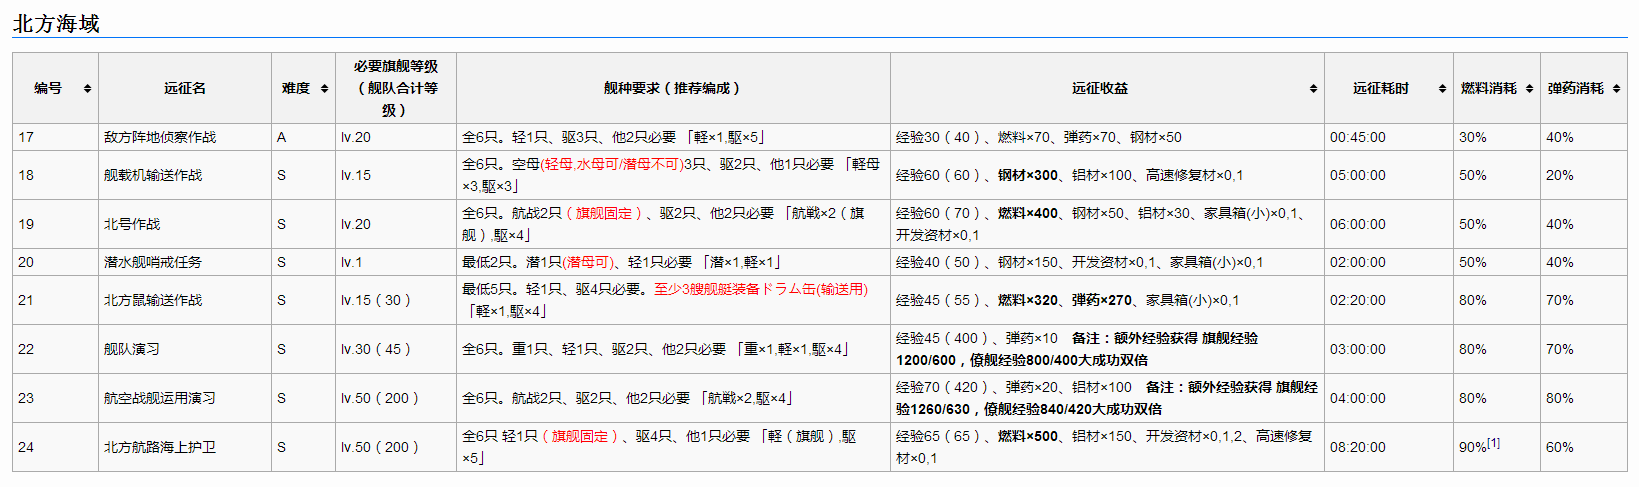 北方海域
编号 远征名 难度 必要旗舰等级（舰队合计等级） 舰种要求（推荐编成） 远征收益 远征耗时 燃料消耗 弹药消耗
17 敌方阵地侦察作战 A lv.20 全6只。轻1只、驱3只、他2只必要 「軽×1,駆×5」 经验30（40）、燃料×70、弹药×70、钢材×50 00:45:00 30% 40%
18 舰载机输送作战 S lv.15 全6只。空母(轻母,水母可/潜母不可)3只、驱2只、他1只必要 「軽母×3,駆×3」 经验60（60）、钢材×300、铝材×100、高速修复材×0,1 05:00:00 50% 20%
19 北号作战 S lv.20 全6只。航战2只（旗舰固定）、驱2只、他2只必要 「航戦×2（旗舰）,駆×4」 经验60（70）、燃料×400、钢材×50、铝材×30、家具箱(小)×0,1、开发资材×0,1 06:00:00 50% 40%
20 潜水舰哨戒任务 S lv.1 最低2只。潜1只(潜母可)、轻1只必要 「潜×1,軽×1」 经验40（50）、钢材×150、开发资材×0,1、家具箱(小)×0,1 02:00:00 50% 40%
21 北方鼠输送作战 S lv.15（30） 最低5只。轻1只、驱4只必要。至少3艘舰艇装备ドラム缶(输送用) 「軽×1,駆×4」 经验45（55）、燃料×320、弹药×270、家具箱(小)×0,1 02:20:00 80% 70%
22 舰队演习 S lv.30（45） 全6只。重1只、轻1只、驱2只、他2只必要 「重×1,軽×1,駆×4」 经验45（400）、弹药×10 备注：额外经验获得 旗舰经验1200/600，僚舰经验800/400大成功双倍 03:00:00 80% 70%
23 航空战舰运用演习 S lv.50（200） 全6只。航战2只、驱2只、他2只必要 「航戦×2,駆×4」 经验70（420）、弹药×20、铝材×100 备注：额外经验获得 旗舰经验1260/630，僚舰经验840/420大成功双倍 04:00:00 80% 80%
24 北方航路海上护卫 S lv.50（200） 全6只 轻1只（旗舰固定）、驱4只、他1只必要 「軽（旗舰）,駆×5」 经验65（65）、燃料×500、铝材×150、开发资材×0,1,2、高速修复材×0,1 08:20:00 90%[1] 60%